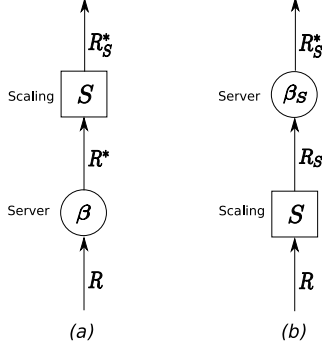 R*S R*S
Scaling S Server βS
R* RS
Server β Scaling S
R R
(a) (b)